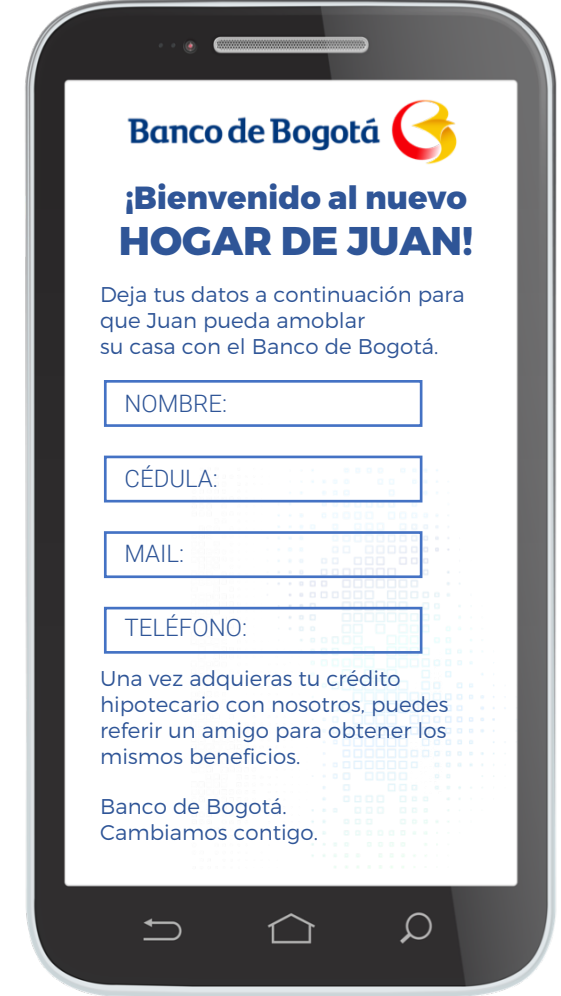 Banco de Bogotá
¡Bienvenido al nuevo
HOGAR DE JUAN!
Deja tus datos a continuación para
que Juan pueda amoblar
su casa con el Banco de Bogotá.
NOMBRE:
CÉDULA:
MAIL:
TELÉFONO:
Una vez adquieras tu crédito
hipotecario con nosotros, puedes
referir un amigo para obtener los
mismos beneficios.
Banco de Bogotá.
Cambiamos contigo.